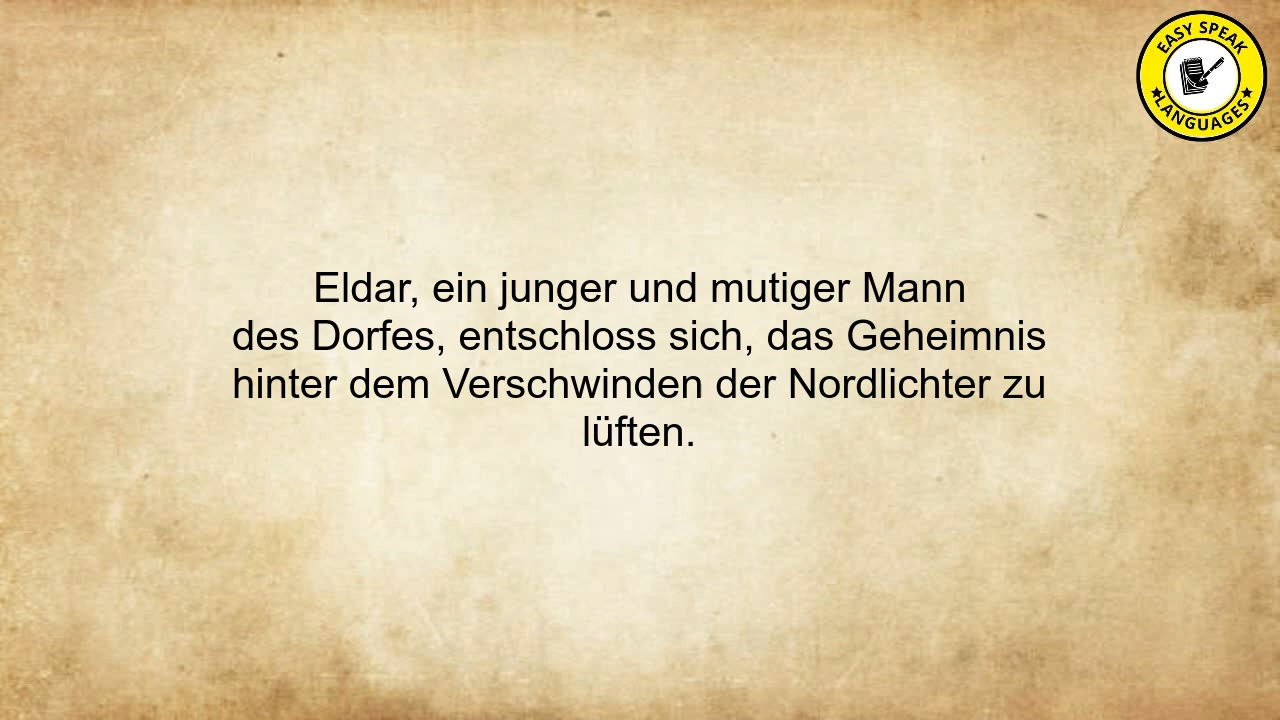 EASY SPEAK
LANGUAGES
Eldar, ein junger und mutiger Mann
des Dorfes, entschloss sich, das Geheimnis
hinter dem Verschwinden der Nordlichter zu
lüften.